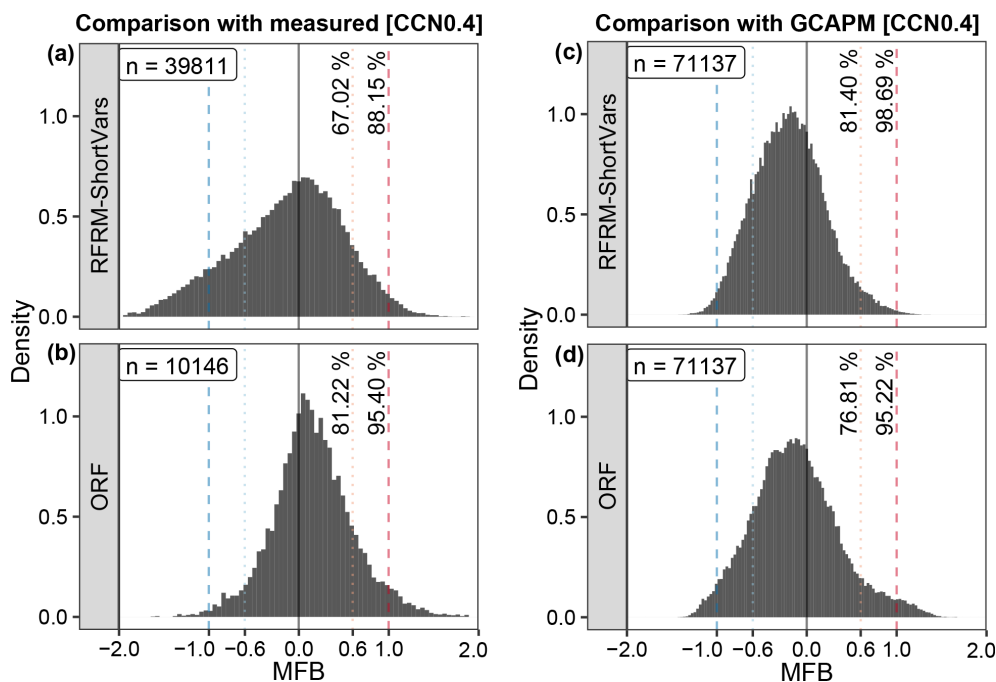 Comparison with measured [CCN0.4]
(a)
n = 39811
67.02 %
88.15 %
RFRM-ShortVars
1.0
0.5
0.0
(b)
n = 10146
81.22 %
95.40 %
ORF
1.0
0.5
0.0
Density
−2.0
−1.0
−0.6
0.0
0.6
1.0
2.0
MFB
Comparison with GCAPM [CCN0.4]
(c)
n = 71137
81.40 %
98.69 %
RFRM-ShortVars
1.0
0.5
0.0
(d)
n = 71137
76.81 %
95.22 %
ORF
1.0
0.5
0.0
Density
−2.0
−1.0
−0.6
0.0
0.6
1.0
2.0
MFB